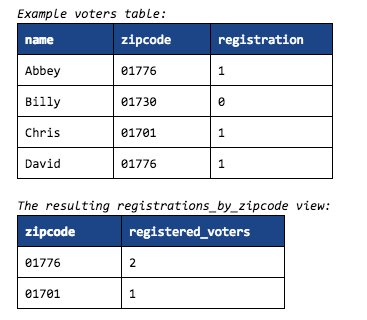 Example voters table:
name zipcode registration
Abbey 01776 1
Billy 01730 0
Chris 01701 1
David 01776 1
The resulting registrations_by_zipcode view:
zipcode registered_voters
01776 2
01701 1